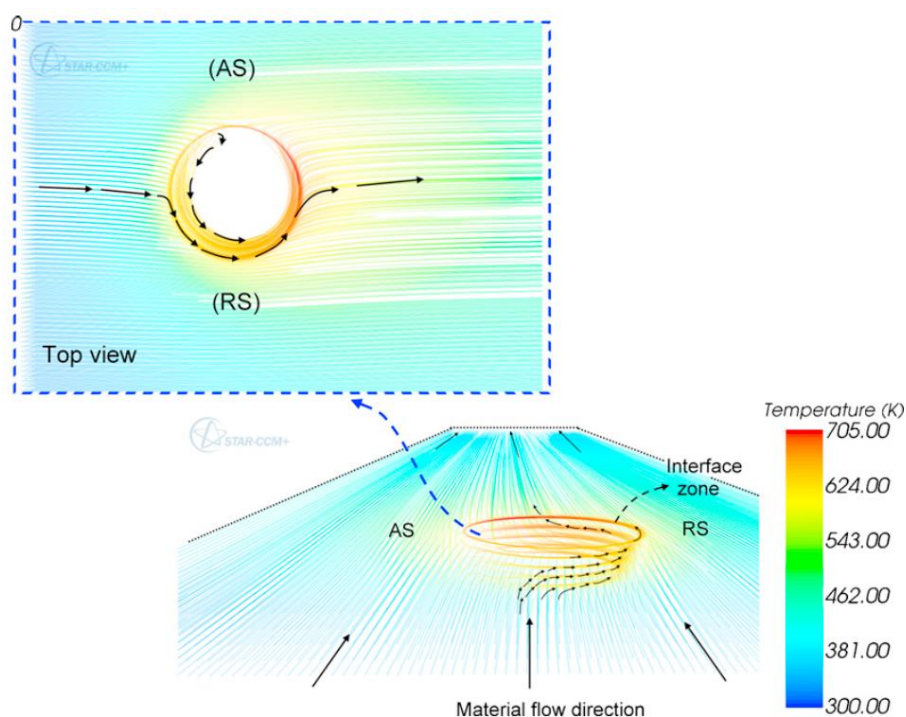 0
STAR-CCM+
(AS)
(RS)
Top view
STAR-CCM+
Temperature (K)
705.00
624.00
543.00
462.00
381.00
300.00
Interface
zone
AS
RS
Material flow direction